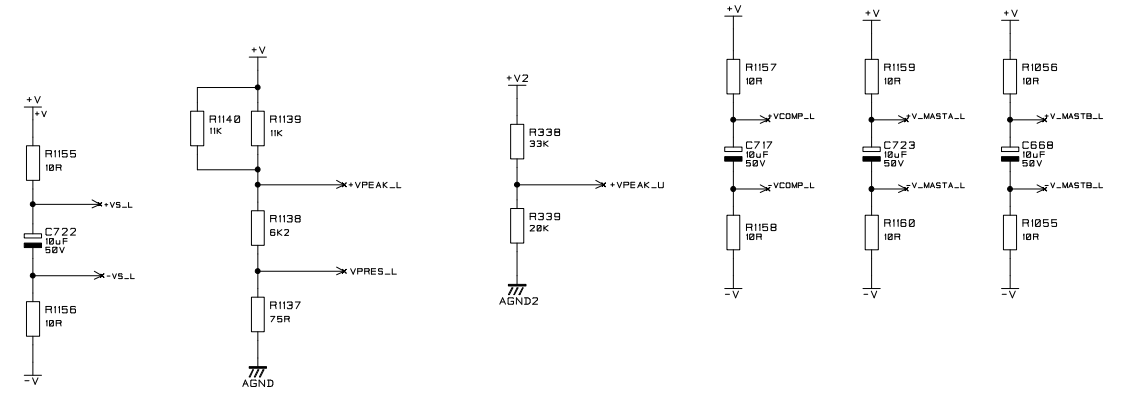 +V
+V
R1155
10R
+VS_L
C722
10uF
50V
-VS_L
R1156
10R
-V
+V
R1140
11K
R1139
11K
+VPEAK_L
R1138
6K2
VPRES_L
R1137
75R
AGND
+V2
R338
33K
+VPEAK_U
R339
20K
AGND2
+V
R1157
10R
+VCOMP_L
C717
10uF
50V
-VCOMP_L
R1158
10R
-V
+V
R1159
10R
+V_MASTA_L
C723
10uF
50V
-V_MASTA_L
R1160
10R
-V
+V
R1056
10R
+V_MASTB_L
C668
10uF
50V
-V_MASTB_L
R1055
10R
-V